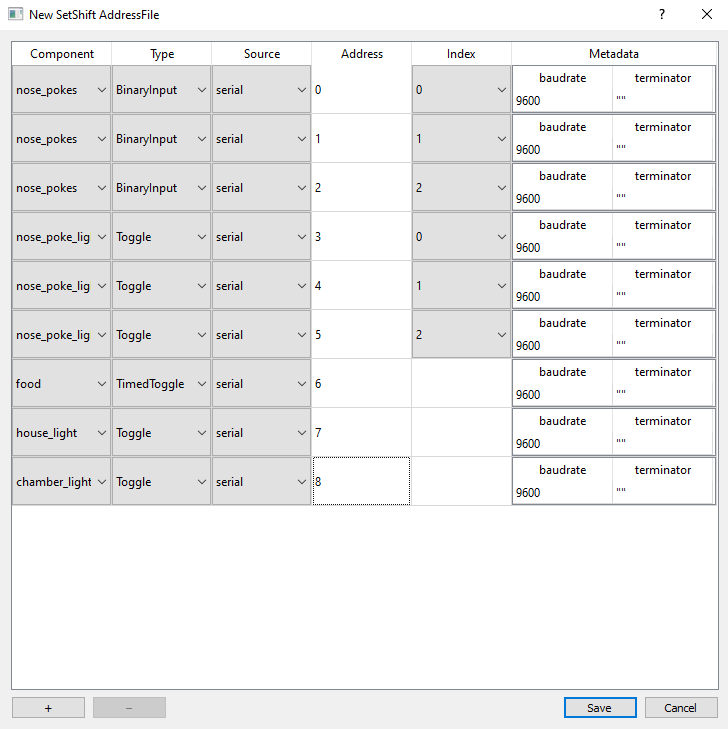 New SetShift AddressFile
?
Component Type Source Address Index Metadata
baudrate terminator
nose_pokes BinaryInput serial 0 0
9600 ""
baudrate terminator
nose_pokes BinaryInput serial 1 1
9600 ""
baudrate terminator
nose_pokes BinaryInput serial 2 2
9600 ""
baudrate terminator
nose_poke_lig Toggle serial 3 0
9600 ""
baudrate terminator
nose_poke_lig Toggle serial 4 1
9600 ""
baudrate terminator
nose_poke_lig Toggle serial 5 2
9600 ""
baudrate terminator
food TimedToggle serial 6
9600 ""
baudrate terminator
house_light Toggle serial 7
9600 ""
baudrate terminator
chamber_light Toggle serial 8
9600 ""
+ − Save Cancel